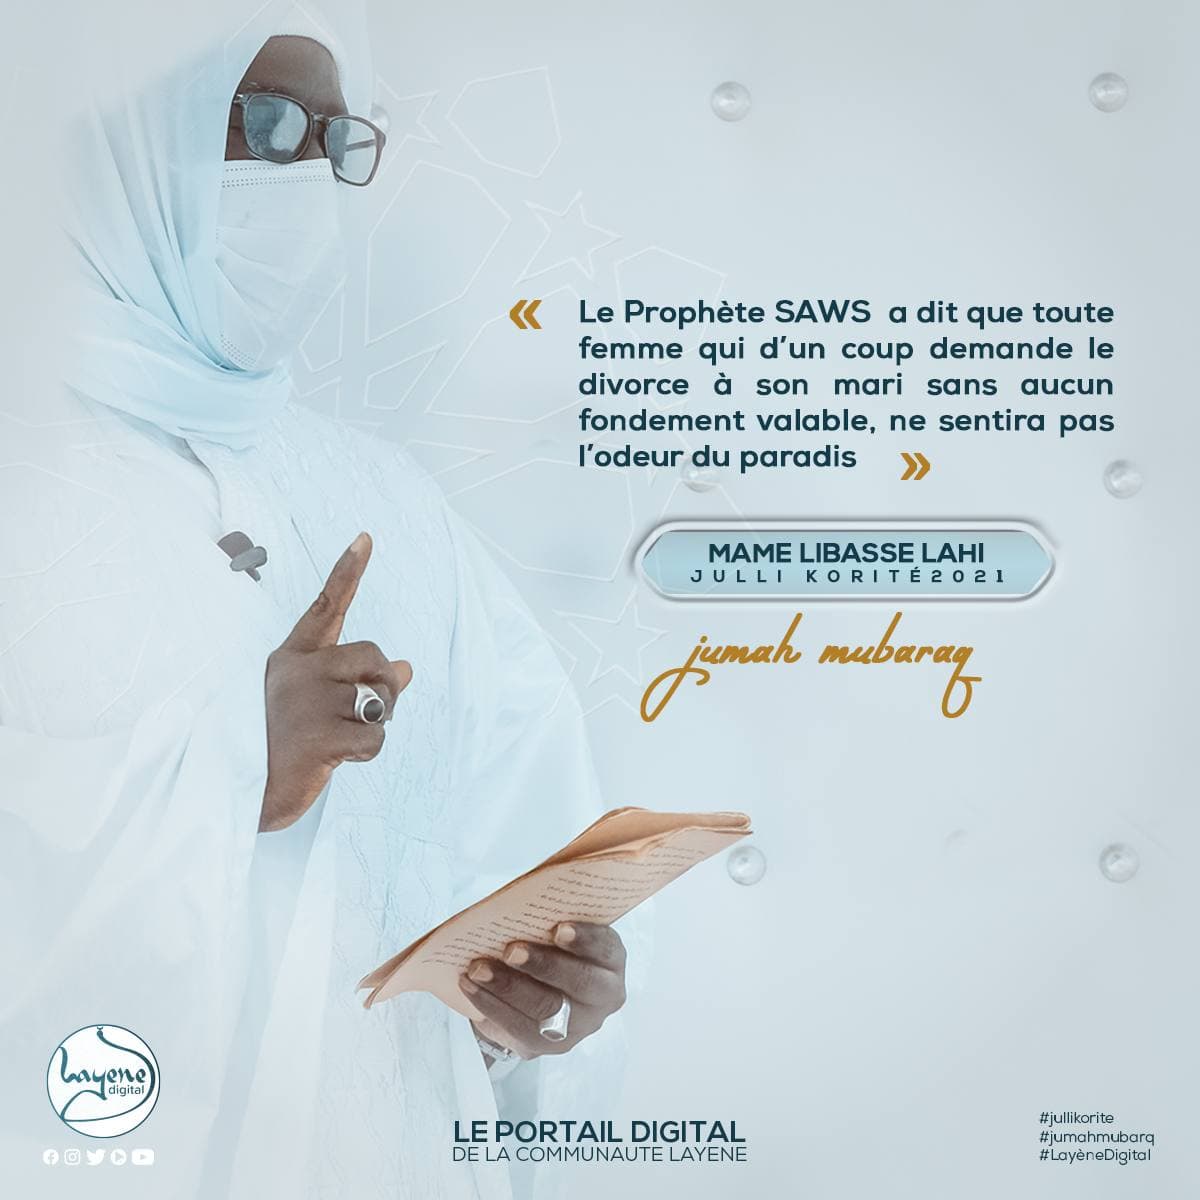 « Le Prophète SAWS a dit que toute
femme qui d'un coup demande le
divorce à son mari sans aucun
fondement valable, ne sentira pas
l'odeur du paradis »
MAME LIBASSE LAHI
JULLI KORITÉ2021
jumah mubaraq
Layene
digital
LE PORTAIL DIGITAL
DE LA COMMUNAUTE LAYENE
#jullikorite
#jumahmubarq
#LayèneDigital